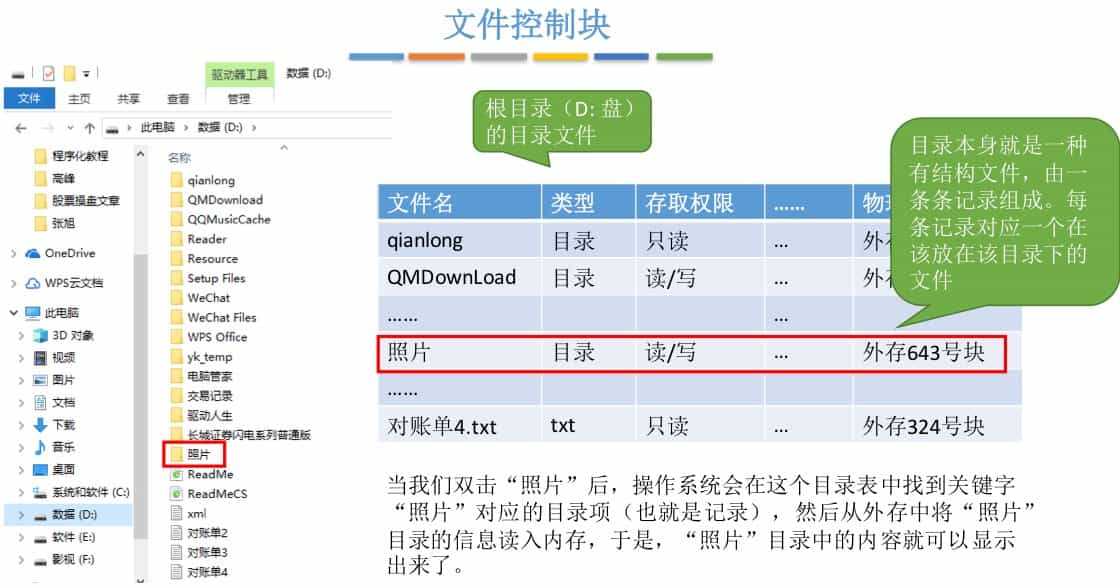 文件控制块
驱动器工具 数据 (D:)
文件 主页 共享 查看 管理
此电脑 数据 (D:)
程序化教程
高峰
股票操盘文章
张旭
OneDrive
WPS云文档
此电脑
3D 对象
视频
图片
文档
下载
音乐
桌面
系统和软件 (C:)
数据 (D:)
软件 (E:)
影视 (F:)
名称
qianlong
QMDownload
QQMusicCache
Reader
Resource
Setup Files
WeChat
WeChat Files
WPS Office
yk_temp
电脑管家
交易记录
驱动人生
长城证券闪电系列普通版
照片
ReadMe
ReadMeCS
xml
对账单2
对账单3
对账单4
根目录（D: 盘）
的目录文件
目录本身就是一种
有结构文件，由一
条条记录组成。每
条记录对应一个在
该放在该目录下的
文件
文件名 类型 存取权限 …… 物
qianlong 目录 只读 ... 外
QMDownLoad 目录 读/写 ... 外
…… ...
照片 目录 读/写 ... 外存643号块
……
对账单4.txt txt 只读 ... 外存324号块
当我们双击“照片”后，操作系统会在这个目录表中找到关键字
“照片”对应的目录项（也就是记录），然后从外存中将“照片”
目录的信息读入内存，于是，“照片”目录中的内容就可以显示
出来了。